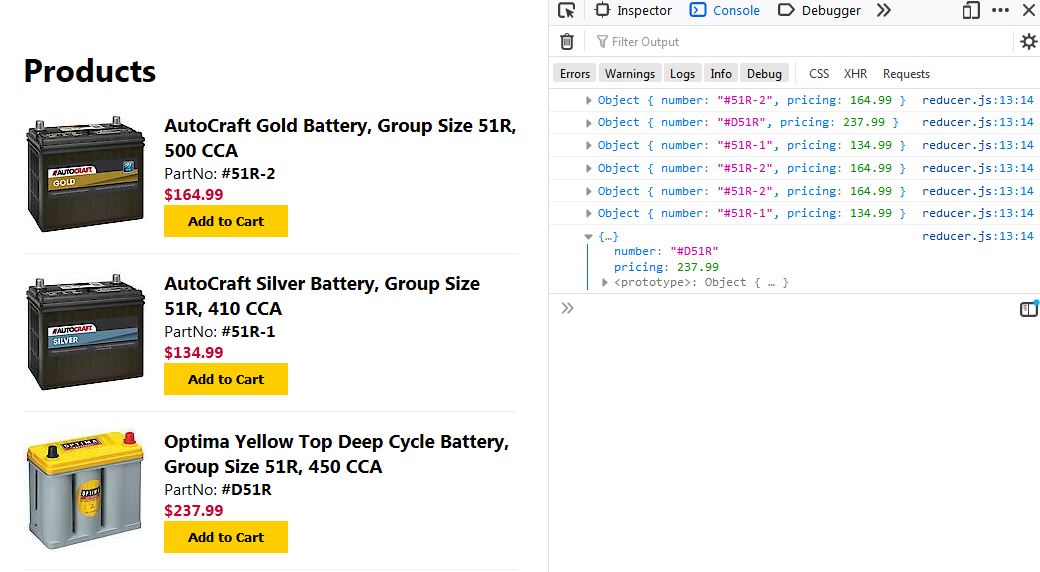 Products
AUTOCRAFT
GOLD
AutoCraft Gold Battery, Group Size 51R,
500 CCA
PartNo: #51R-2
$164.99
Add to Cart
AUTOCRAFT
SILVER
AutoCraft Silver Battery, Group Size
51R, 410 CCA
PartNo: #51R-1
$134.99
Add to Cart
OPTIMA
OPTIMA
Optima Yellow Top Deep Cycle Battery,
Group Size 51R, 450 CCA
PartNo: #D51R
$237.99
Add to Cart
Inspector Console Debugger
Filter Output
Errors Warnings Logs Info Debug CSS XHR Requests
Object { number: "#51R-2", pricing: 164.99 } reducer.js:13:14
Object { number: "#D51R", pricing: 237.99 } reducer.js:13:14
Object { number: "#51R-1", pricing: 134.99 } reducer.js:13:14
Object { number: "#51R-2", pricing: 164.99 } reducer.js:13:14
Object { number: "#51R-2", pricing: 164.99 } reducer.js:13:14
Object { number: "#51R-1", pricing: 134.99 } reducer.js:13:14
{…} reducer.js:13:14
number: "#D51R"
pricing: 237.99
<prototype>: Object { … }